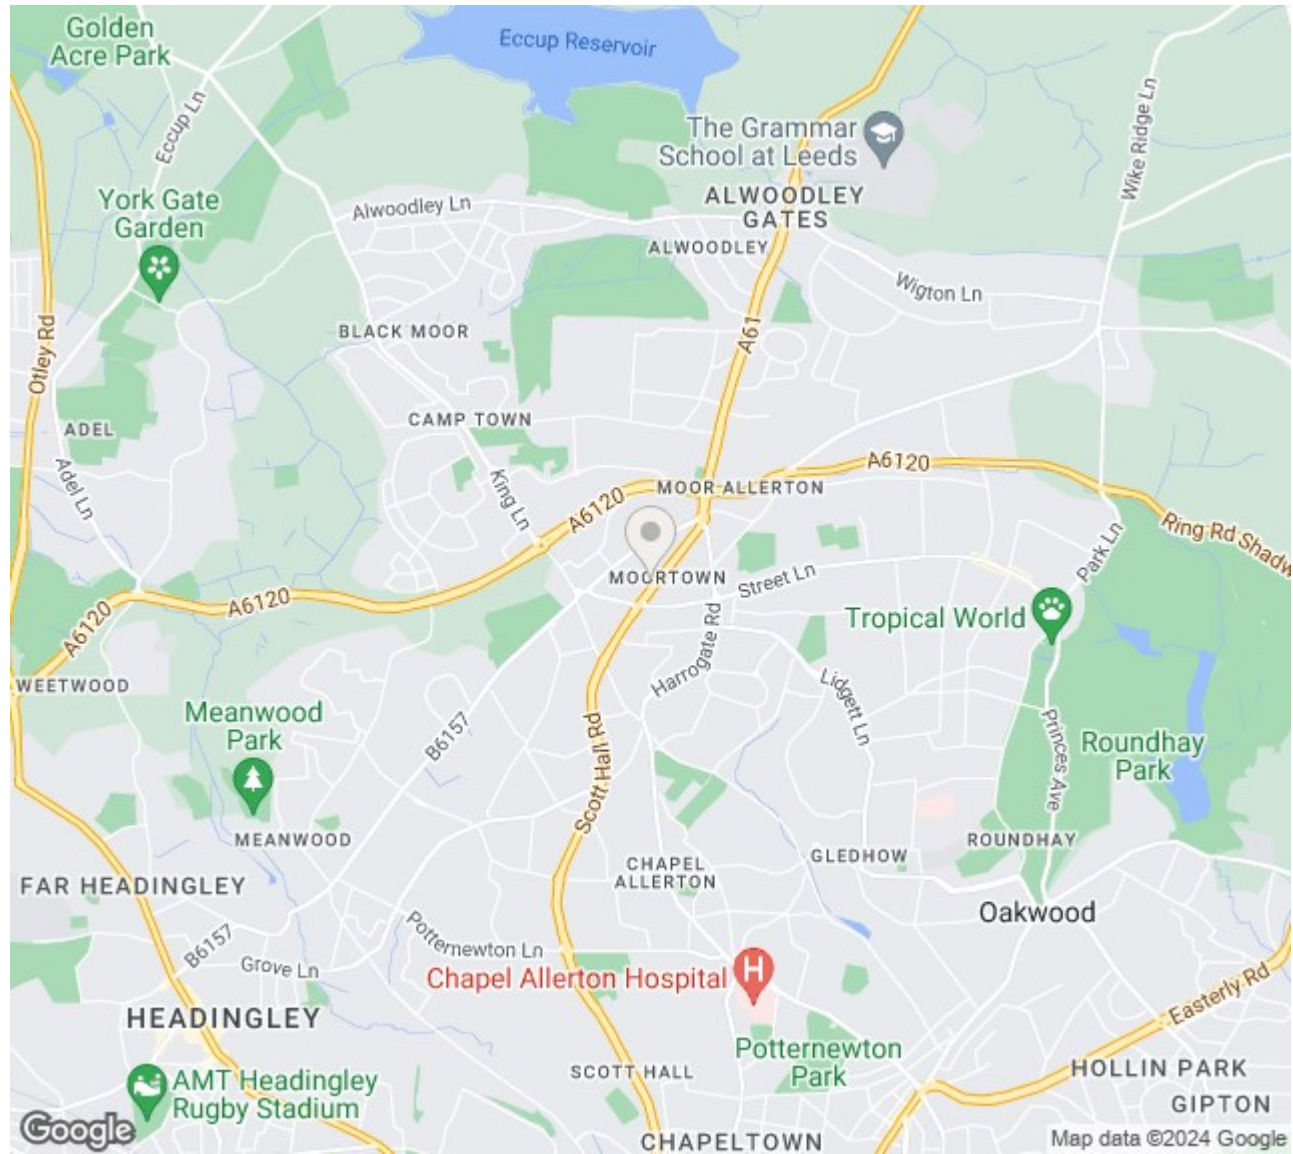 Golden
Acre Park
Eccup Reservoir
Eccup Ln
The Grammar
School at Leeds
Wike Ridge Ln
York Gate
Garden
Alwoodley Ln
ALWOODLEY
GATES
ALWOODLEY
Wigton Ln
Otley Rd
BLACK MOOR
A61
ADEL
CAMP TOWN
Adel Ln
King Ln
A6120
A6120
MOOR ALLERTON
Ring Rd Shadw
Park Ln
MOORTOWN
Street Ln
A6120
A6120
Tropical World
Harrogate Rd
WEETWOOD
Lidgett Ln
Meanwood
Park
B6157
Scott Hall Rd
Princes Ave
Roundhay
Park
MEANWOOD
ROUNDHAY
GLEDHOW
CHAPEL
ALLERTON
FAR HEADINGLEY
Oakwood
B6157
Potternewton Ln
Grove Ln
Chapel Allerton Hospital
H
Easterly Rd
HEADINGLEY
Potternewton
Park
SCOTT HALL
HOLLIN PARK
AMT Headingley
Rugby Stadium
GIPTON
CHAPELTOWN
Google
Map data ©2024 Google